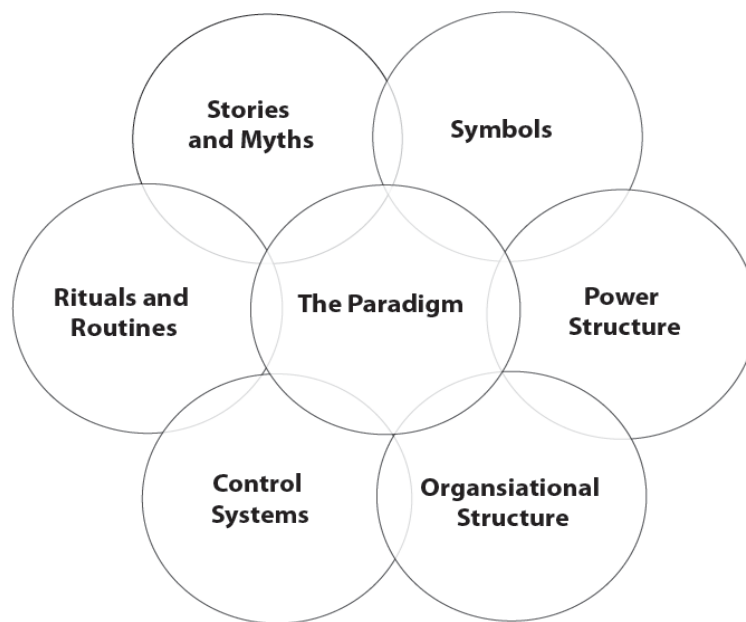 Stories
and Myths
Symbols
Rituals and
Routines
The Paradigm
Power
Structure
Control
Systems
Organsiational
Structure